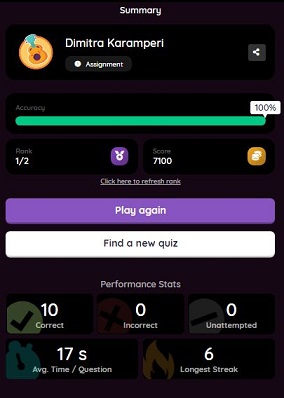 Summary
Dimitra Karamperi
Assignment
Accuracy
100%
Rank
1/2
Score
7100
Click here to refresh rank
Play again
Find a new quiz
Performance Stats
10
Correct
0
Incorrect
0
Unattempted
17 s
Avg. Time / Question
6
Longest Streak